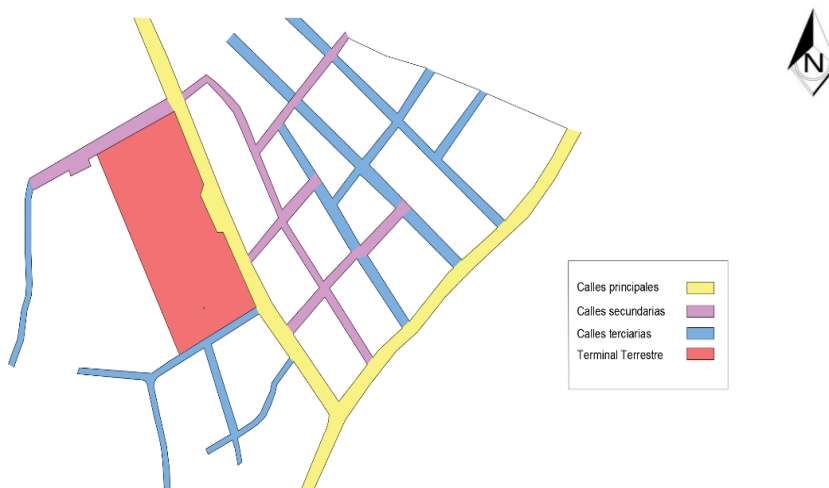 N
Calles principales
Calles secundarias
Calles terciarias
Terminal Terrestre